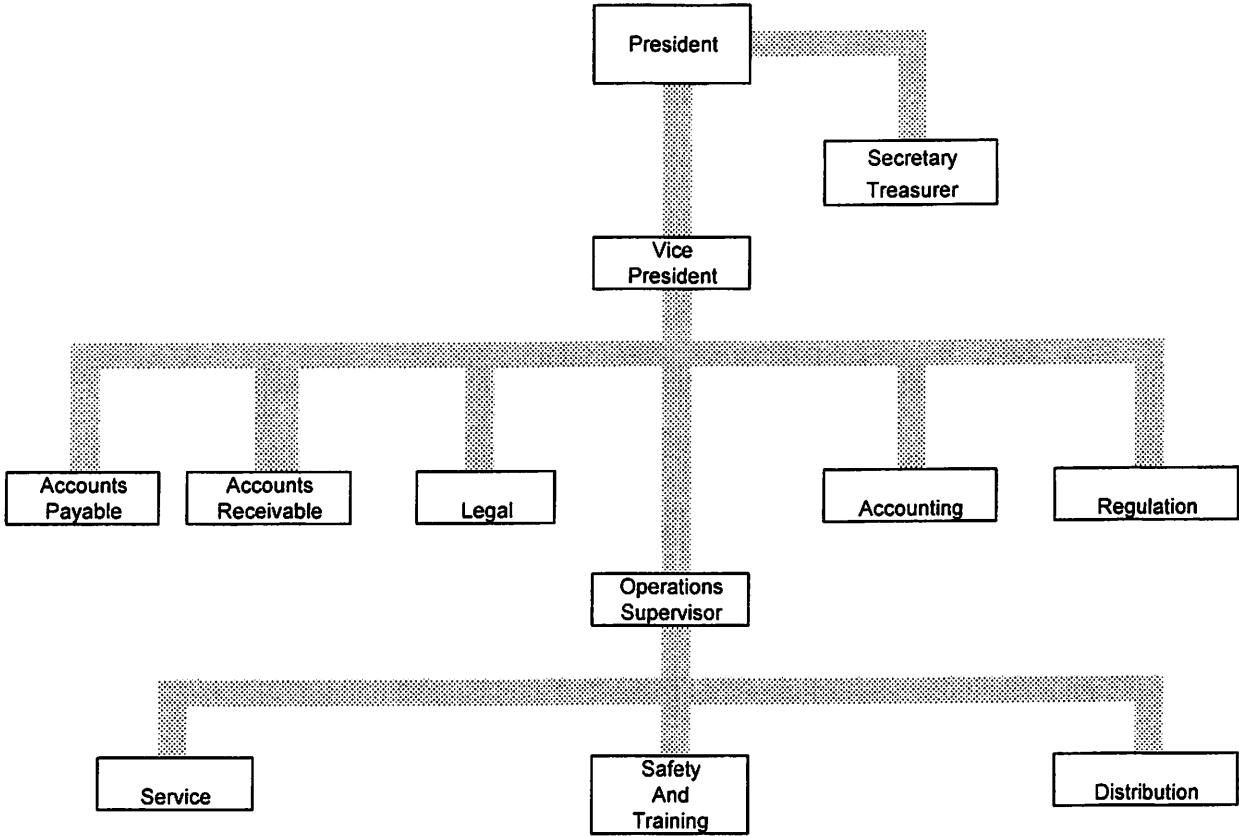 President
Secretary
Treasurer
Vice
President
Accounts
Payable
Accounts
Receivable
Legal
Accounting
Regulation
Operations
Supervisor
Service
Safety
And
Training
Distribution